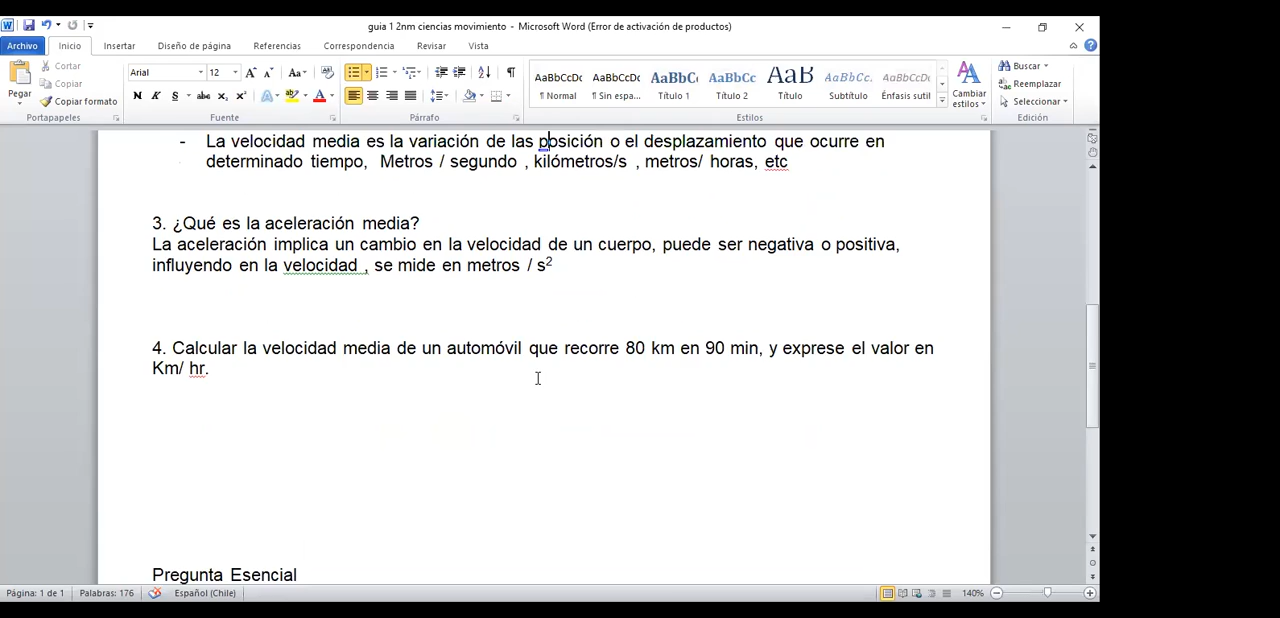 guia 1 2nm ciencias movimiento - Microsoft Word (Error de activación de productos)
Archivo Inicio Insertar Diseño de página Referencias Correspondencia Revisar Vista
Pegar
Cortar
Copiar
Copiar formato
Portapapeles
Arial 12
N K S abc x₂ x²
Fuente
Párrafo
AaBbCcDc AaBbCcDc AaBbC AaBbCc AaB AaBbCc. AaBbCcD
¶ Normal ¶ Sin espa... Título 1 Título 2 Título Subtítulo Énfasis sutil
Estilos
Cambiar
estilos
Buscar
Reemplazar
Seleccionar
Edición
- La velocidad media es la variación de las posición o el desplazamiento que ocurre en
determinado tiempo, Metros / segundo , kilómetros/s , metros/ horas, etc
3. ¿Qué es la aceleración media?
La aceleración implica un cambio en la velocidad de un cuerpo, puede ser negativa o positiva,
influyendo en la velocidad , se mide en metros / s²
4. Calcular la velocidad media de un automóvil que recorre 80 km en 90 min, y exprese el valor en
Km/ hr.
Pregunta Esencial
Página: 1 de 1 Palabras: 176 Español (Chile) 140%